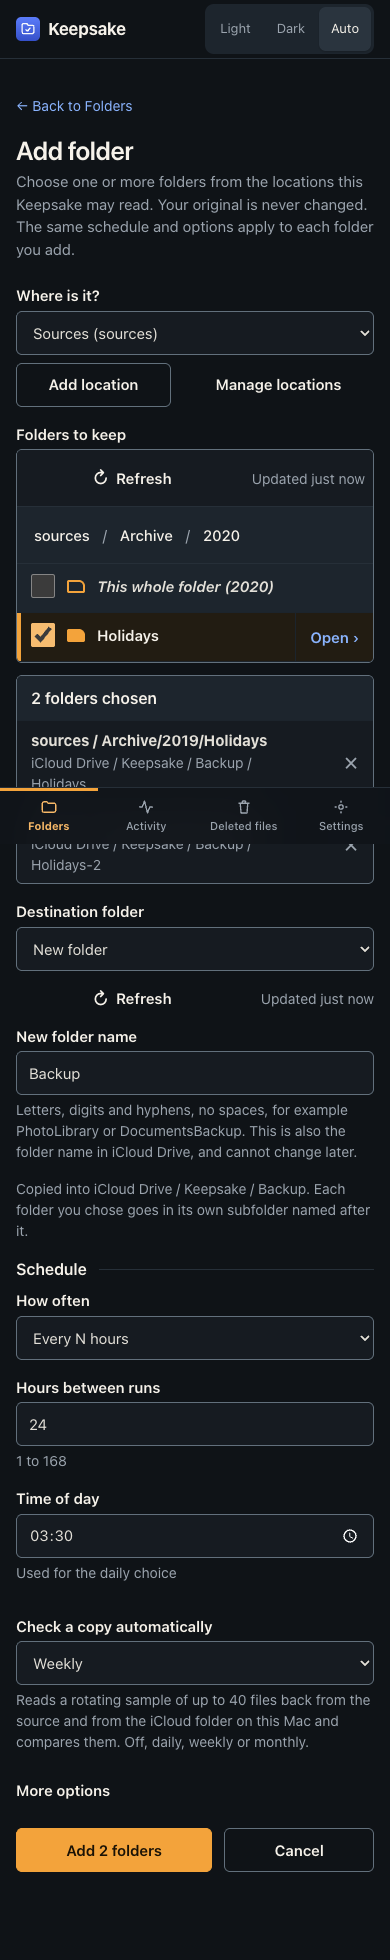 Keepsake
Light Dark Auto
← Back to Folders
Add folder
Choose one or more folders from the locations this
Keepsake may read. Your original is never changed.
The same schedule and options apply to each folder
you add.
Where is it?
Sources (sources)
Add location Manage locations
Folders to keep
Refresh Updated just now
sources / Archive / 2020
This whole folder (2020)
Holidays Open ›
2 folders chosen
sources / Archive/2019/Holidays
iCloud Drive / Keepsake / Backup /
Holidays
Folders Activity Deleted files Settings
iCloud Drive / Keepsake / Backup /
Holidays-2
Destination folder
New folder
Refresh Updated just now
New folder name
Backup
Letters, digits and hyphens, no spaces, for example
PhotoLibrary or DocumentsBackup. This is also the
folder name in iCloud Drive, and cannot change later.
Copied into iCloud Drive / Keepsake / Backup. Each
folder you chose goes in its own subfolder named after
it.
Schedule
How often
Every N hours
Hours between runs
24
1 to 168
Time of day
03:30
Used for the daily choice
Check a copy automatically
Weekly
Reads a rotating sample of up to 40 files back from the
source and from the iCloud folder on this Mac and
compares them. Off, daily, weekly or monthly.
More options
Add 2 folders Cancel